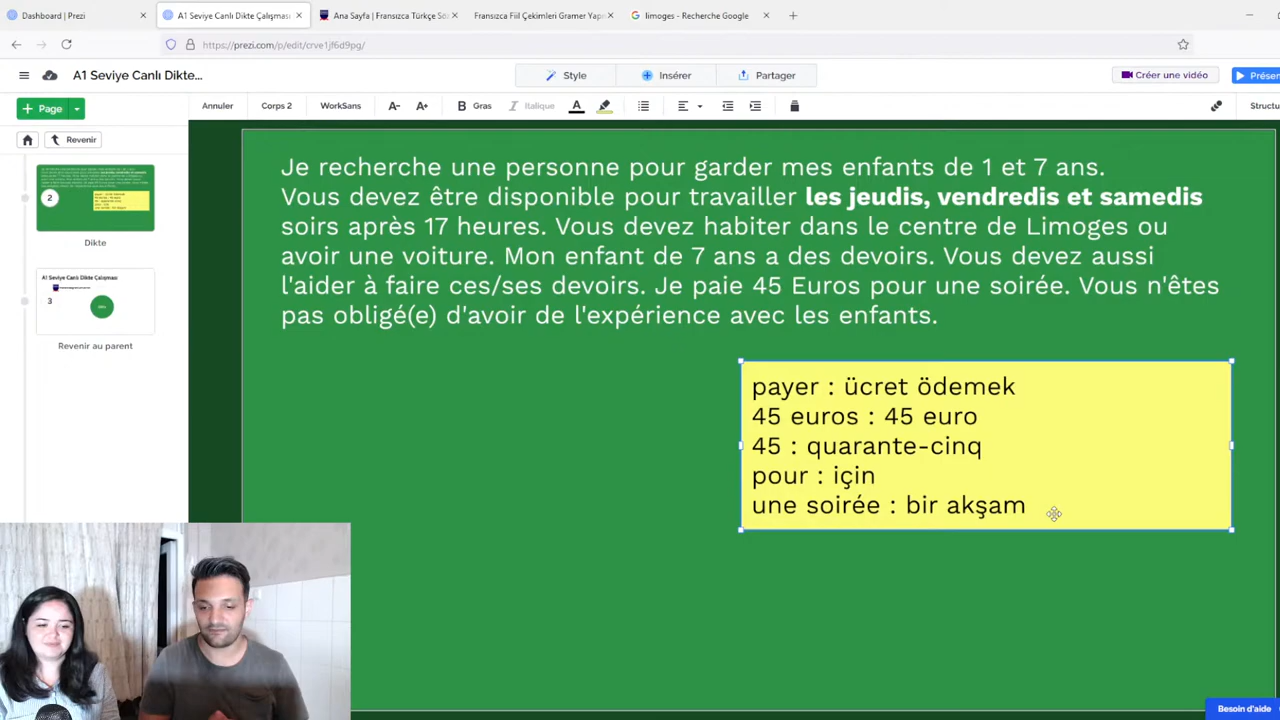 Dashboard | Prezi
A1 Seviye Canlı Dikte Çalışması
Ana Sayfa | Fransızca Türkçe Söz
Fransızca Fiil Çekimleri Gramer Yapı
limoges - Recherche Google
https://prezi.com/p/edit/crve1jf6d9pg/
A1 Seviye Canlı Dikte...
Style
Insérer
Partager
Créer une vidéo
Présen
Page
Annuler
Corps 2
WorkSans
A-
A+
B Gras
I Italique
A
Structu
Revenir
2
Dikte
A1 Seviye Canlı Dikte Çalışması
3
Revenir au parent
Je recherche une personne pour garder mes enfants de 1 et 7 ans.
Vous devez être disponible pour travailler les jeudis, vendredis et samedis
soirs après 17 heures. Vous devez habiter dans le centre de Limoges ou
avoir une voiture. Mon enfant de 7 ans a des devoirs. Vous devez aussi
l'aider à faire ces/ses devoirs. Je paie 45 Euros pour une soirée. Vous n'êtes
pas obligé(e) d'avoir de l'expérience avec les enfants.
payer : ücret ödemek
45 euros : 45 euro
45 : quarante-cinq
pour : için
une soirée : bir akşam
Besoin d'aide